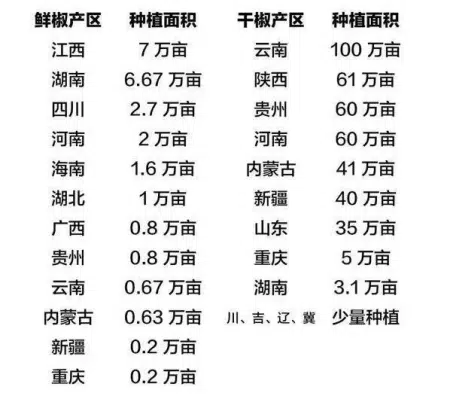 鲜椒产区 种植面积 干椒产区 种植面积
江西 7 万亩 云南 100 万亩
湖南 6.67 万亩 陕西 61 万亩
四川 2.7 万亩 贵州 60 万亩
河南 2 万亩 河南 60 万亩
海南 1.6 万亩 内蒙古 41 万亩
湖北 1 万亩 新疆 40 万亩
广西 0.8 万亩 山东 35 万亩
贵州 0.8 万亩 重庆 5 万亩
云南 0.67 万亩 湖南 3.1 万亩
内蒙古 0.63 万亩 川、吉、辽、冀 少量种植
新疆 0.2 万亩
重庆 0.2 万亩